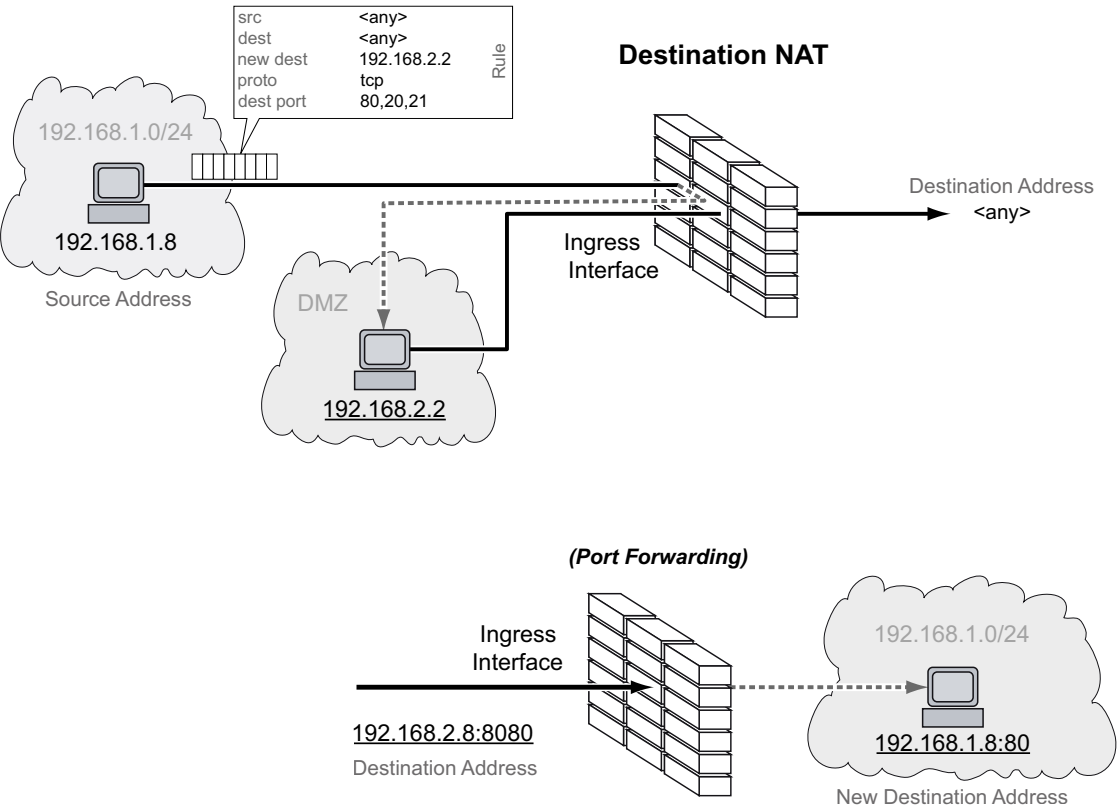 src <any>
dest <any>
new dest 192.168.2.2
proto tcp
dest port 80,20,21
Rule
Destination NAT
192.168.1.0/24
192.168.1.8
Source Address
Destination Address
<any>
Ingress
Interface
DMZ
192.168.2.2
(Port Forwarding)
Ingress
Interface
192.168.2.8:8080
Destination Address
192.168.1.0/24
192.168.1.8:80
New Destination Address